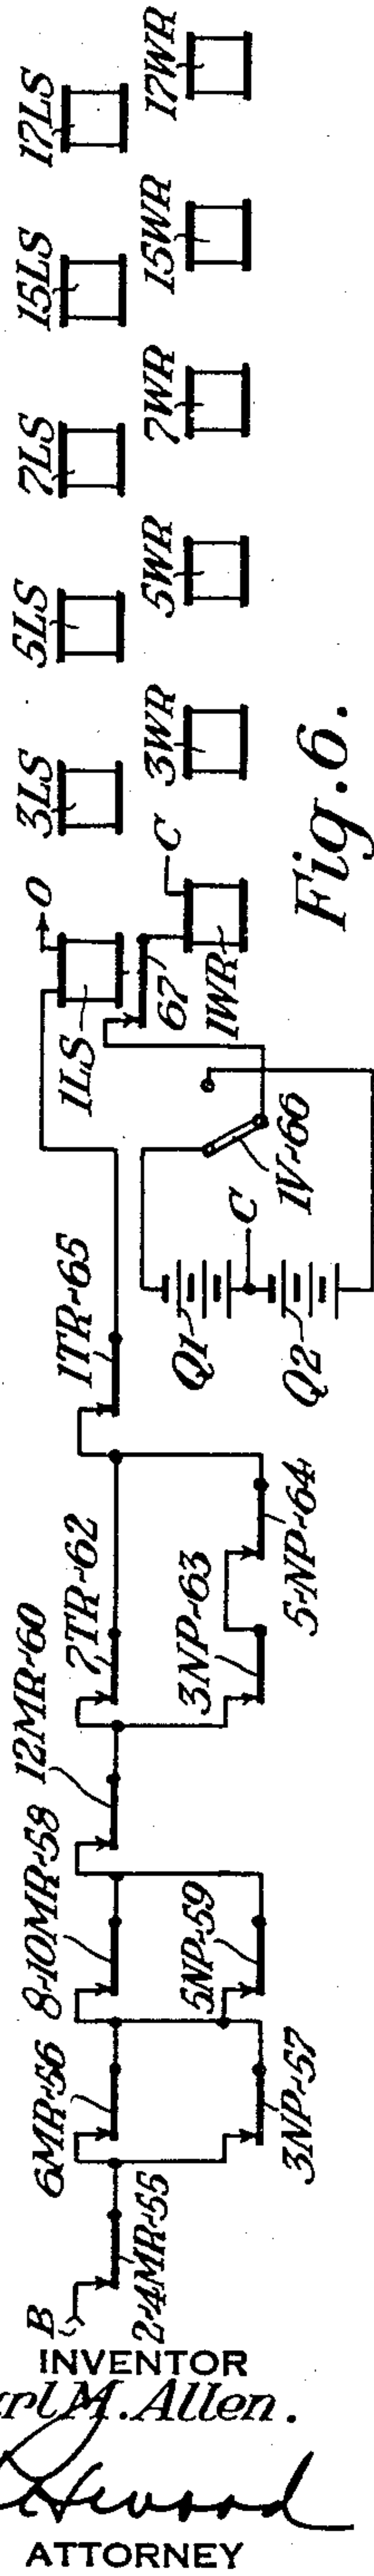 17LS
17WR
15LS
15WR
7LS
7WR
5LS
5WR
3LS
3WR
O
C
1LS
67
1WR
1V-66
C
Q1
Q2
1TR-65
5-NP-64
7TR-62
3NP-63
12MR-60
8-10MR-58
5NP-59
6MR-56
3NP-57
2-4MR-55
B
Fig. 6.
INVENTOR
M. Allen.
ATTORNEY